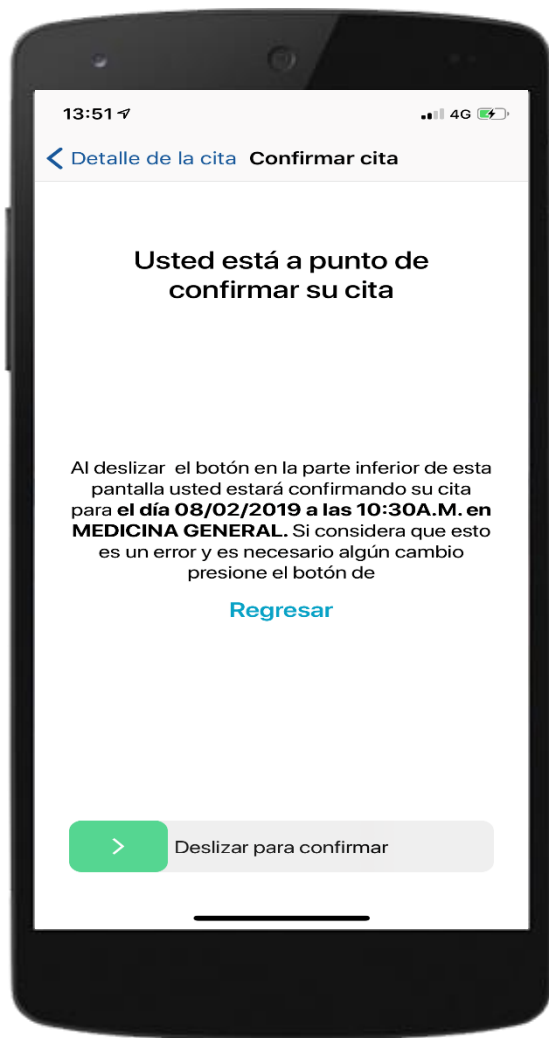 13:51 4G
Detalle de la cita Confirmar cita
Usted está a punto de
confirmar su cita
Al deslizar el botón en la parte inferior de esta
pantalla usted estará confirmando su cita
para el día 08/02/2019 a las 10:30A.M. en
MEDICINA GENERAL. Si considera que esto
es un error y es necesario algún cambio
presione el botón de
Regresar
Deslizar para confirmar